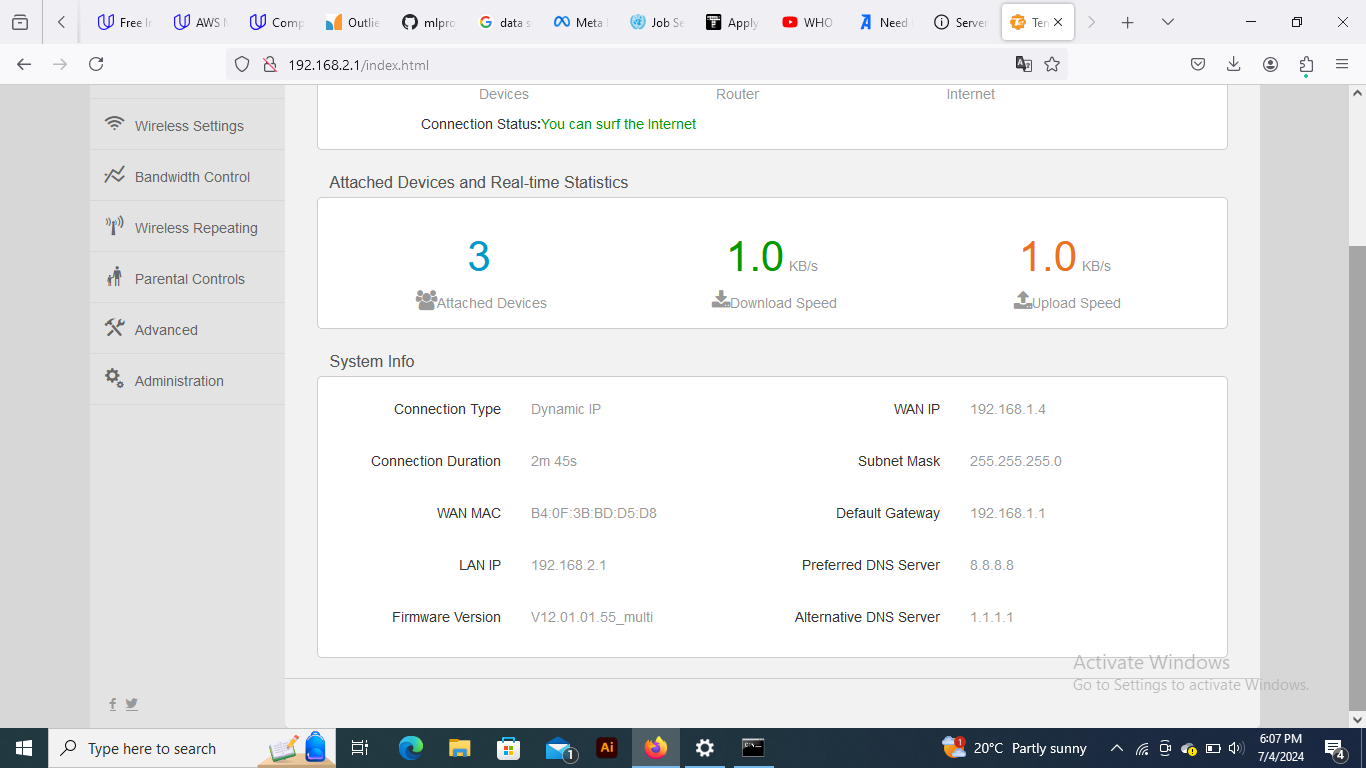 Free In
AWS M
Comp
Outlie
mlpro
data s
Meta
Job Se
Apply
WHO
Need
Server
Ten
192.168.2.1/index.html
Devices Router Internet
Connection Status:You can surf the Internet
Wireless Settings
Bandwidth Control
Wireless Repeating
Parental Controls
Advanced
Administration
Attached Devices and Real-time Statistics
3 1.0 KB/s 1.0 KB/s
Attached Devices Download Speed Upload Speed
System Info
Connection Type Dynamic IP WAN IP 192.168.1.4
Connection Duration 2m 45s Subnet Mask 255.255.255.0
WAN MAC B4:0F:3B:BD:D5:D8 Default Gateway 192.168.1.1
LAN IP 192.168.2.1 Preferred DNS Server 8.8.8.8
Firmware Version V12.01.01.55_multi Alternative DNS Server 1.1.1.1
Activate Windows
Go to Settings to activate Windows.
Type here to search
1
Ai
1
20°C Partly sunny
6:07 PM
7/4/2024
4